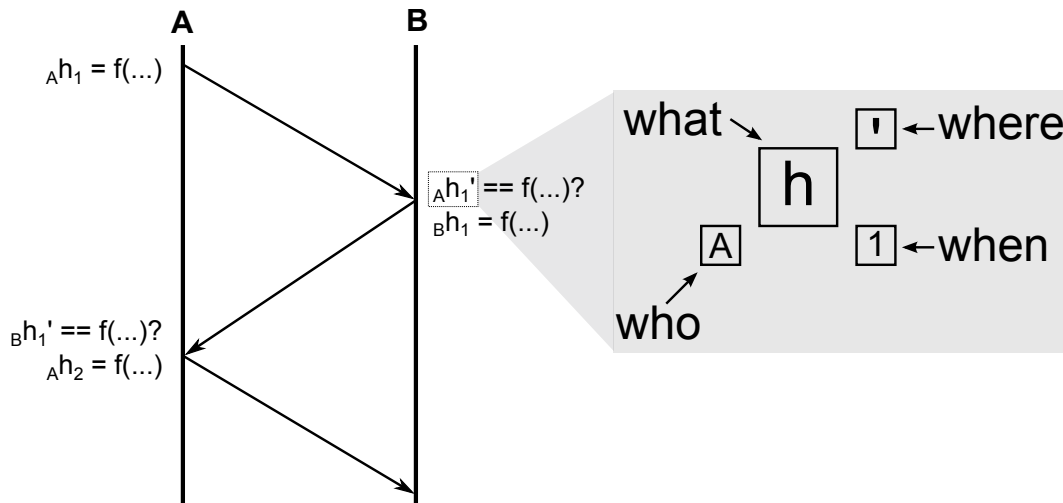 A
B
Ah1 = f(...)
Ah1' == f(...)?
Bh1 = f(...)
Bh1' == f(...)?
Ah2 = f(...)
what
'
where
h
A
1
when
who